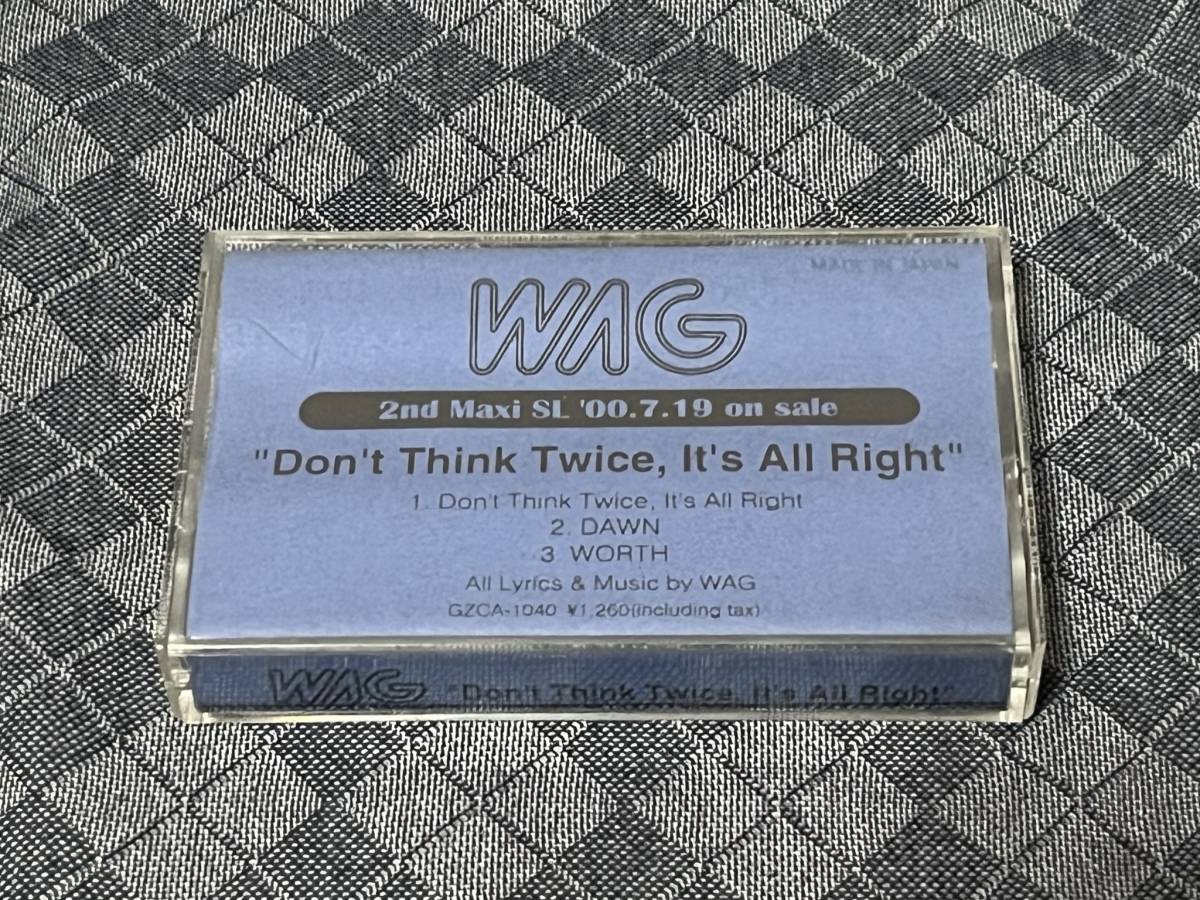 MADE IN JAPAN
WAG
2nd Maxi SL '00.7.19 on sale
"Don't Think Twice, It's All Right"
1. Don't Think Twice, It's All Right
2. DAWN
3. WORTH
All Lyrics & Music by WAG
GZCA-1040 ¥1,260(including tax)
WAG "Don't Think Twice, It's All Right"